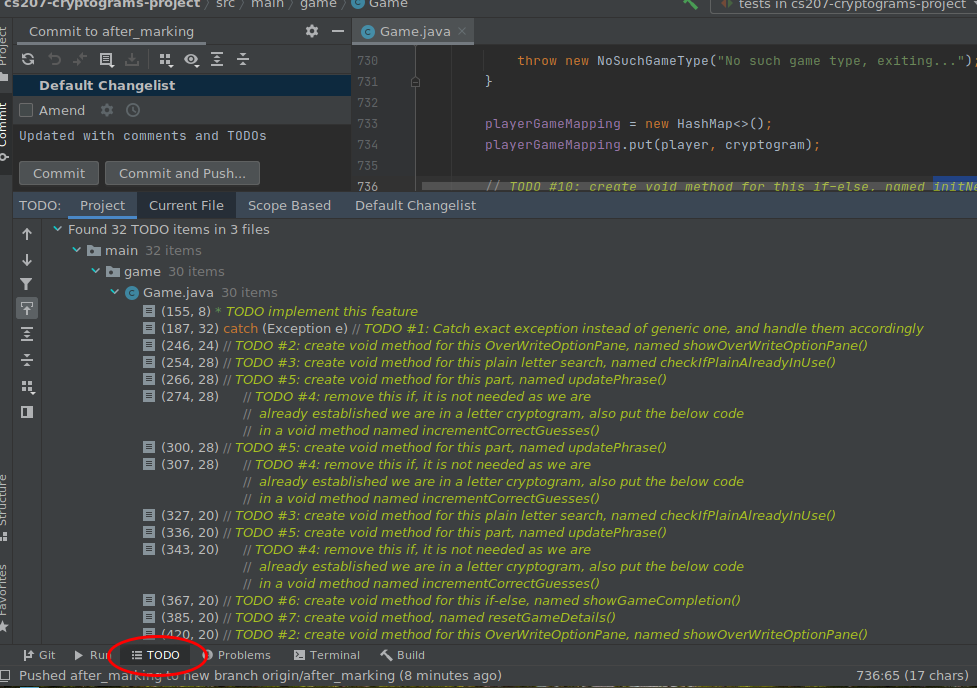 cs207-cryptograms-project src main game Game
tests in cs207-cryptograms-project
Project
Commit to after_marking
Game.java
Default Changelist
Commit
Amend
Updated with comments and TODOs
Commit Commit and Push...
730 throw new NoSuchGameType("No such game type, exiting...");
731 }
732
733 playerGameMapping = new HashMap<>();
734 playerGameMapping.put(player, cryptogram);
735
736 // TODO #10: create void method for this if-else, named initNe
TODO: Project Current File Scope Based Default Changelist
Found 32 TODO items in 3 files
main 32 items
game 30 items
Game.java 30 items
(155, 8) * TODO implement this feature
(187, 32) catch (Exception e) // TODO #1: Catch exact exception instead of generic one, and handle them accordingly
(246, 24) // TODO #2: create void method for this OverWriteOptionPane, named showOverWriteOptionPane()
(254, 28) // TODO #3: create void method for this plain letter search, named checkIfPlainAlreadyInUse()
(266, 28) // TODO #5: create void method for this part, named updatePhrase()
(274, 28) // TODO #4: remove this if, it is not needed as we are
// already established we are in a letter cryptogram, also put the below code
// in a void method named incrementCorrectGuesses()
(300, 28) // TODO #5: create void method for this part, named updatePhrase()
(307, 28) // TODO #4: remove this if, it is not needed as we are
// already established we are in a letter cryptogram, also put the below code
// in a void method named incrementCorrectGuesses()
(327, 20) // TODO #3: create void method for this plain letter search, named checkIfPlainAlreadyInUse()
(336, 20) // TODO #5: create void method for this part, named updatePhrase()
(343, 20) // TODO #4: remove this if, it is not needed as we are
// already established we are in a letter cryptogram, also put the below code
// in a void method named incrementCorrectGuesses()
(367, 20) // TODO #6: create void method for this if-else, named showGameCompletion()
(385, 20) // TODO #7: create void method, named resetGameDetails()
(420, 20) // TODO #2: create void method for this OverWriteOptionPane, named showOverWriteOptionPane()
Structure
Favorites
Git Run TODO Problems Terminal Build
Pushed after_marking to new branch origin/after_marking (8 minutes ago) 736:65 (17 chars)